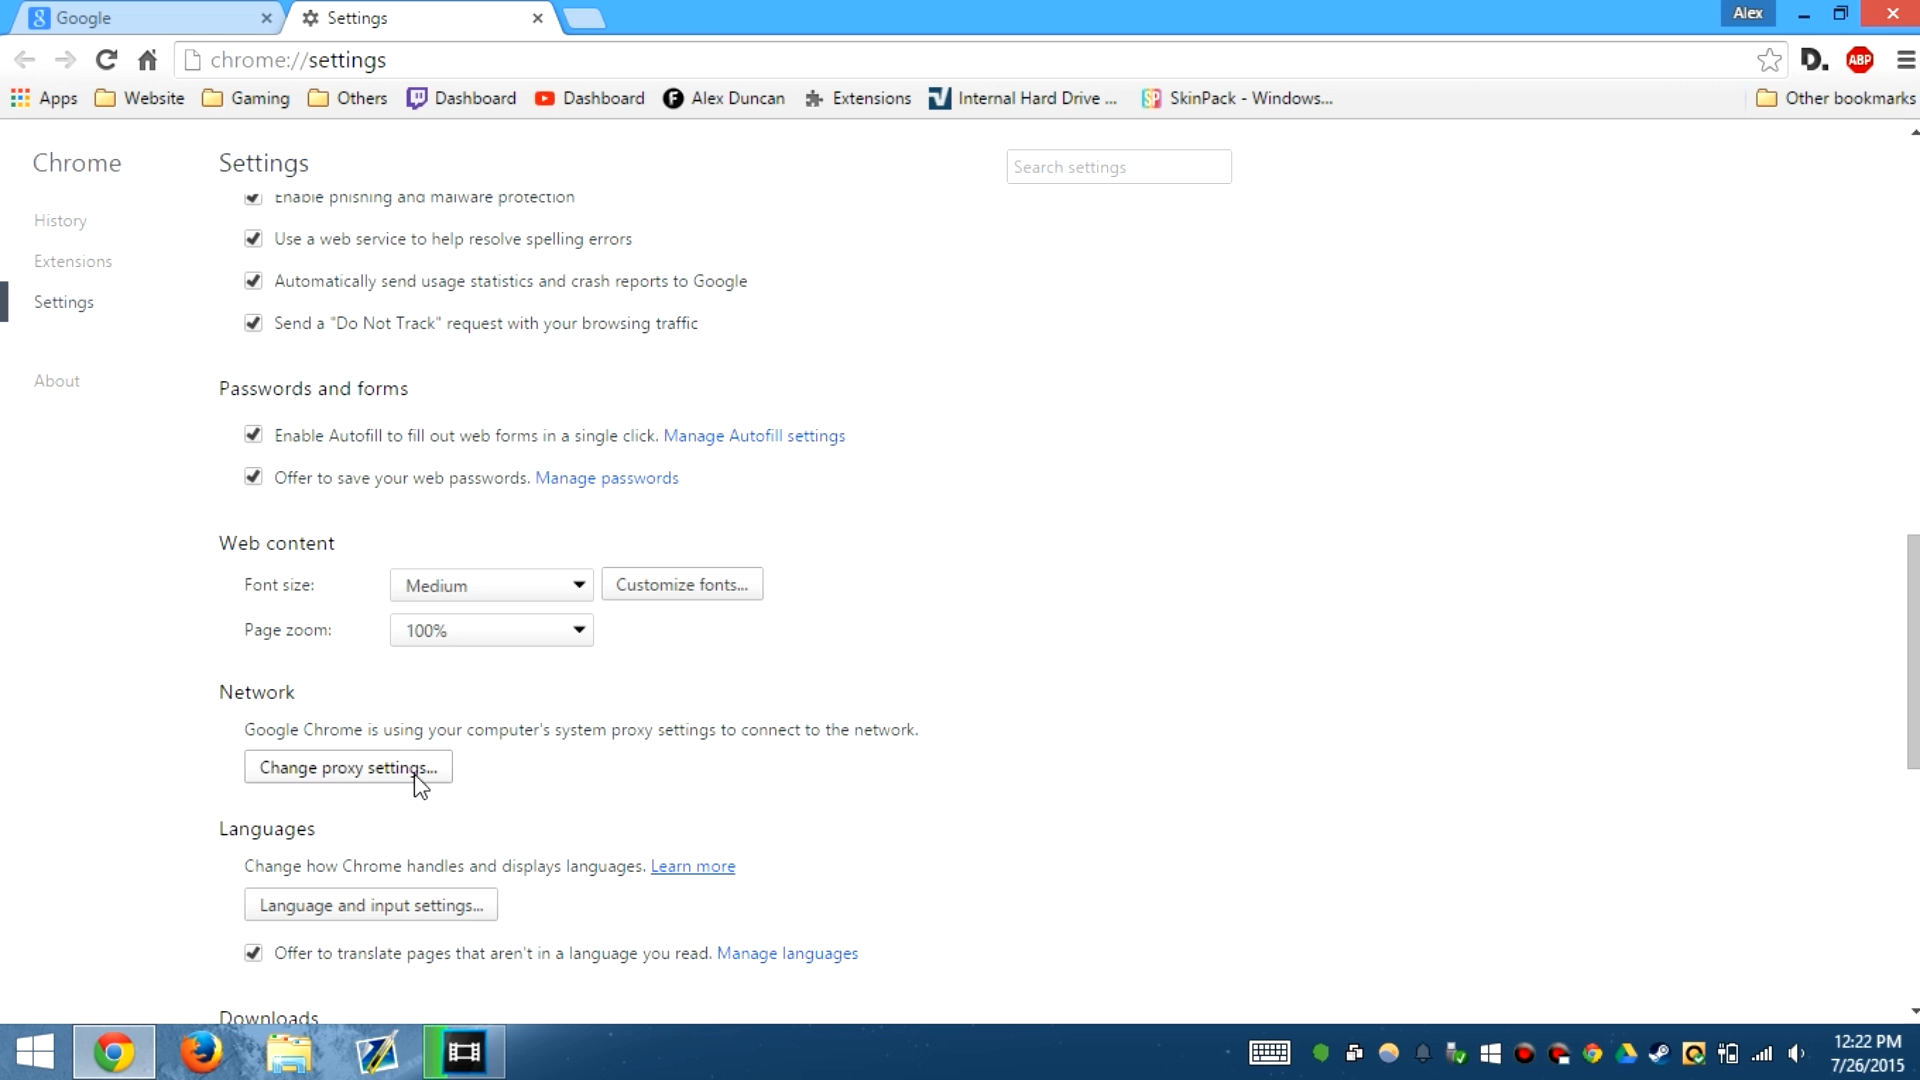 Google
Settings
Alex
chrome://settings
D.
ABP
Apps
Website
Gaming
Others
Dashboard
Dashboard
Alex Duncan
Extensions
Internal Hard Drive ...
SkinPack - Windows...
Other bookmarks
Chrome
Settings
Search settings
History
Extensions
Settings
About
Enable phishing and malware protection
Use a web service to help resolve spelling errors
Automatically send usage statistics and crash reports to Google
Send a "Do Not Track" request with your browsing traffic
Passwords and forms
Enable Autofill to fill out web forms in a single click. Manage Autofill settings
Offer to save your web passwords. Manage passwords
Web content
Font size:
Medium
Customize fonts...
Page zoom:
100%
Network
Google Chrome is using your computer's system proxy settings to connect to the network.
Change proxy settings...
Languages
Change how Chrome handles and displays languages. Learn more
Language and input settings...
Offer to translate pages that aren't in a language you read. Manage languages
Downloads
12:22 PM
7/26/2015